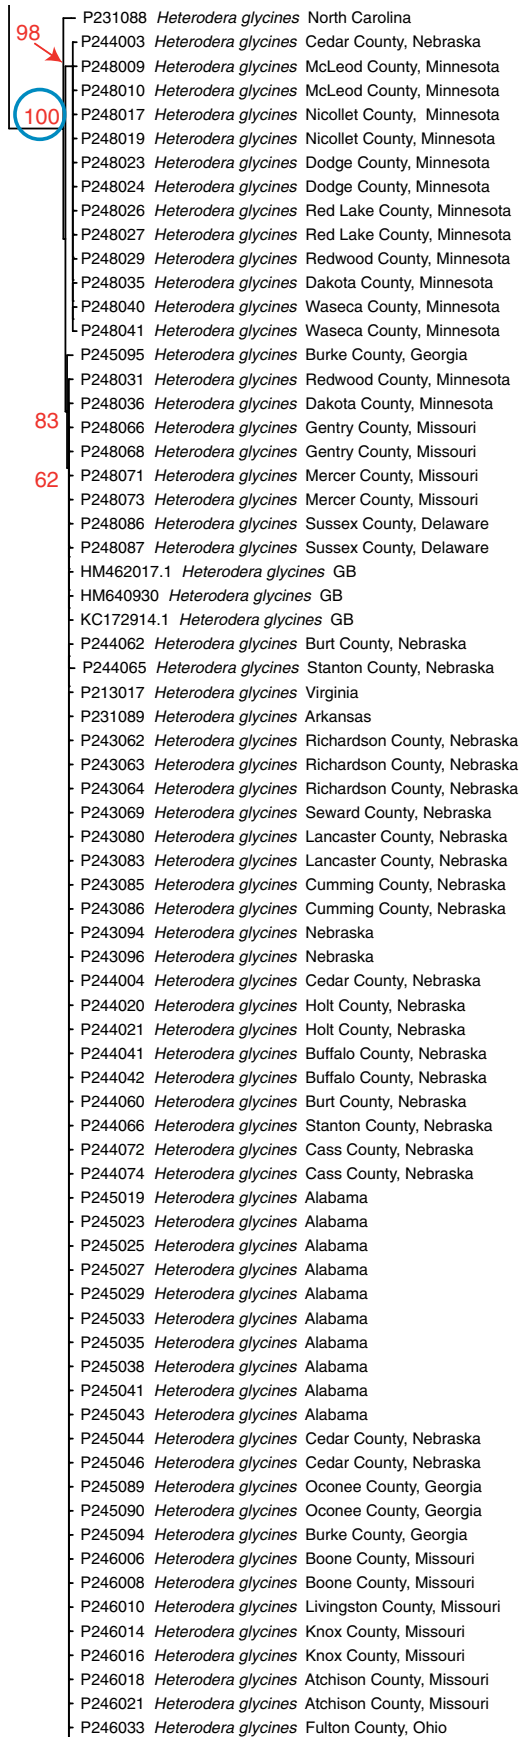 P231088 Heterodera glycines North Carolina
98
P244003 Heterodera glycines Cedar County, Nebraska
P248009 Heterodera glycines McLeod County, Minnesota
P248010 Heterodera glycines McLeod County, Minnesota
100
P248017 Heterodera glycines Nicollet County, Minnesota
P248019 Heterodera glycines Nicollet County, Minnesota
P248023 Heterodera glycines Dodge County, Minnesota
P248024 Heterodera glycines Dodge County, Minnesota
P248026 Heterodera glycines Red Lake County, Minnesota
P248027 Heterodera glycines Red Lake County, Minnesota
P248029 Heterodera glycines Redwood County, Minnesota
P248035 Heterodera glycines Dakota County, Minnesota
P248040 Heterodera glycines Waseca County, Minnesota
P248041 Heterodera glycines Waseca County, Minnesota
P245095 Heterodera glycines Burke County, Georgia
P248031 Heterodera glycines Redwood County, Minnesota
P248036 Heterodera glycines Dakota County, Minnesota
83
P248066 Heterodera glycines Gentry County, Missouri
P248068 Heterodera glycines Gentry County, Missouri
62
P248071 Heterodera glycines Mercer County, Missouri
P248073 Heterodera glycines Mercer County, Missouri
P248086 Heterodera glycines Sussex County, Delaware
P248087 Heterodera glycines Sussex County, Delaware
HM462017.1 Heterodera glycines GB
HM640930 Heterodera glycines GB
KC172914.1 Heterodera glycines GB
P244062 Heterodera glycines Burt County, Nebraska
P244065 Heterodera glycines Stanton County, Nebraska
P213017 Heterodera glycines Virginia
P231089 Heterodera glycines Arkansas
P243062 Heterodera glycines Richardson County, Nebraska
P243063 Heterodera glycines Richardson County, Nebraska
P243064 Heterodera glycines Richardson County, Nebraska
P243069 Heterodera glycines Seward County, Nebraska
P243080 Heterodera glycines Lancaster County, Nebraska
P243083 Heterodera glycines Lancaster County, Nebraska
P243085 Heterodera glycines Cumming County, Nebraska
P243086 Heterodera glycines Cumming County, Nebraska
P243094 Heterodera glycines Nebraska
P243096 Heterodera glycines Nebraska
P244004 Heterodera glycines Cedar County, Nebraska
P244020 Heterodera glycines Holt County, Nebraska
P244021 Heterodera glycines Holt County, Nebraska
P244041 Heterodera glycines Buffalo County, Nebraska
P244042 Heterodera glycines Buffalo County, Nebraska
P244060 Heterodera glycines Burt County, Nebraska
P244066 Heterodera glycines Stanton County, Nebraska
P244072 Heterodera glycines Cass County, Nebraska
P244074 Heterodera glycines Cass County, Nebraska
P245019 Heterodera glycines Alabama
P245023 Heterodera glycines Alabama
P245025 Heterodera glycines Alabama
P245027 Heterodera glycines Alabama
P245029 Heterodera glycines Alabama
P245033 Heterodera glycines Alabama
P245035 Heterodera glycines Alabama
P245038 Heterodera glycines Alabama
P245041 Heterodera glycines Alabama
P245043 Heterodera glycines Alabama
P245044 Heterodera glycines Cedar County, Nebraska
P245046 Heterodera glycines Cedar County, Nebraska
P245089 Heterodera glycines Oconee County, Georgia
P245090 Heterodera glycines Oconee County, Georgia
P245094 Heterodera glycines Burke County, Georgia
P246006 Heterodera glycines Boone County, Missouri
P246008 Heterodera glycines Boone County, Missouri
P246010 Heterodera glycines Livingston County, Missouri
P246014 Heterodera glycines Knox County, Missouri
P246016 Heterodera glycines Knox County, Missouri
P246018 Heterodera glycines Atchison County, Missouri
P246021 Heterodera glycines Atchison County, Missouri
P246033 Heterodera glycines Fulton County, Ohio